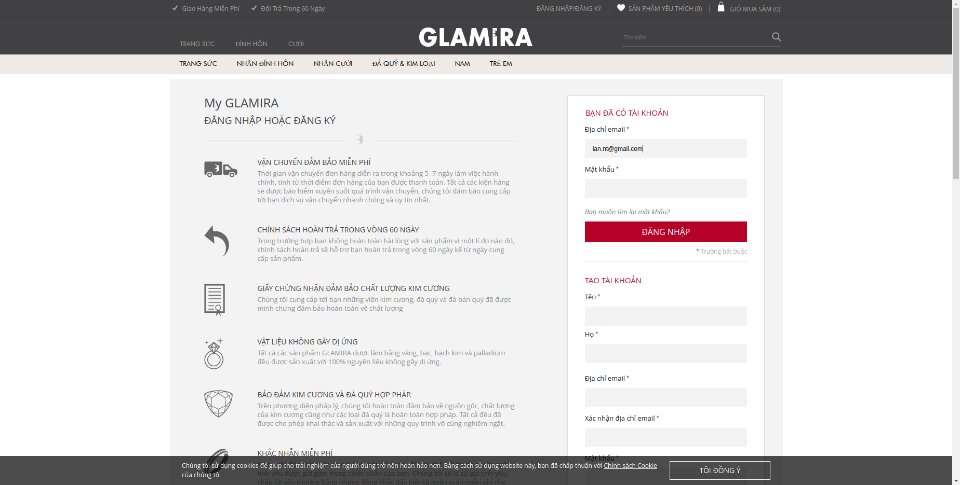 Giao Hàng Miễn Phí
Đổi Trả Trong 60 Ngày
ĐĂNG NHẬP/ĐĂNG KÝ
SẢN PHẨM YÊU THÍCH (0)
GIỎ MUA SẮM (0)
TRANG SỨC
ĐÍNH HÔN
CƯỚI
GLAMIRA
Tìm kiếm
TRANG SỨC
NHẪN ĐÍNH HÔN
NHẪN CƯỚI
ĐÁ QUÝ & KIM LOẠI
NAM
TRẺ EM
My GLAMIRA
ĐĂNG NHẬP HOẶC ĐĂNG KÝ
VẬN CHUYỂN ĐẢM BẢO MIỄN PHÍ
Thời gian vận chuyển đơn hàng diễn ra trong khoảng 5- 7 ngày làm việc hành
chính, tính từ thời điểm đơn hàng của bạn được thanh toán. Tất cả các kiện hàng
sẽ được bảo hiểm xuyên suốt quá trình vận chuyển, chúng tôi đảm bảo cung cấp
tới bạn dịch vụ vận chuyển nhanh chóng và uy tín nhất.
CHÍNH SÁCH HOÀN TRẢ TRONG VÒNG 60 NGÀY
Trong trường hợp bạn không hoàn toàn hài lòng với sản phẩm vì một lí do nào đó,
chính sách hoàn trả sẽ hỗ trợ bạn hoàn trả trong vòng 60 ngày kể từ ngày cung
cấp sản phẩm.
GIẤY CHỨNG NHẬN ĐẢM BẢO CHẤT LƯỢNG KIM CƯƠNG
Chúng tôi cung cấp tới bạn những viên kim cương, đá quý và đá bán quý đã được
minh chứng đảm bảo hoàn toàn về chất lượng
VẬT LIỆU KHÔNG GÂY DỊ ỨNG
Tất cả các sản phẩm GLAMIRA được làm bằng vàng, bạc, bạch kim và palladium
đều được sản xuất với 100% nguyên liệu không gây dị ứng.
BẢO ĐẢM KIM CƯƠNG VÀ ĐÁ QUÝ HỢP PHÁP.
Trên phương diện pháp lý, chúng tôi hoàn toàn đảm bảo về nguồn gốc, chất lượng
của kim cương cũng như các loại đá quý là hoàn toàn hợp pháp. Tất cả đều đã
được cho phép khai thác và sản xuất với những quy trình vô cùng nghiêm ngặt.
KHẮC NHẪN MIỄN PHÍ
BẠN ĐÃ CÓ TÀI KHOẢN
Địa chỉ email *
lan.nt@gmail.com
Mật khẩu *
Bạn muốn tìm lại mật khẩu?
ĐĂNG NHẬP
* Trường bắt buộc
TẠO TÀI KHOẢN
Tên *
Họ *
Địa chỉ email *
Xác nhận địa chỉ email *
Mật khẩu *
Chúng tôi sử dụng cookies để giúp cho trải nghiệm của người dùng trở nên hoàn hảo hơn. Bằng cách sử dụng website này, bạn đã chấp thuận với Chính sách Cookie
của chúng tôi
TÔI ĐỒNG Ý